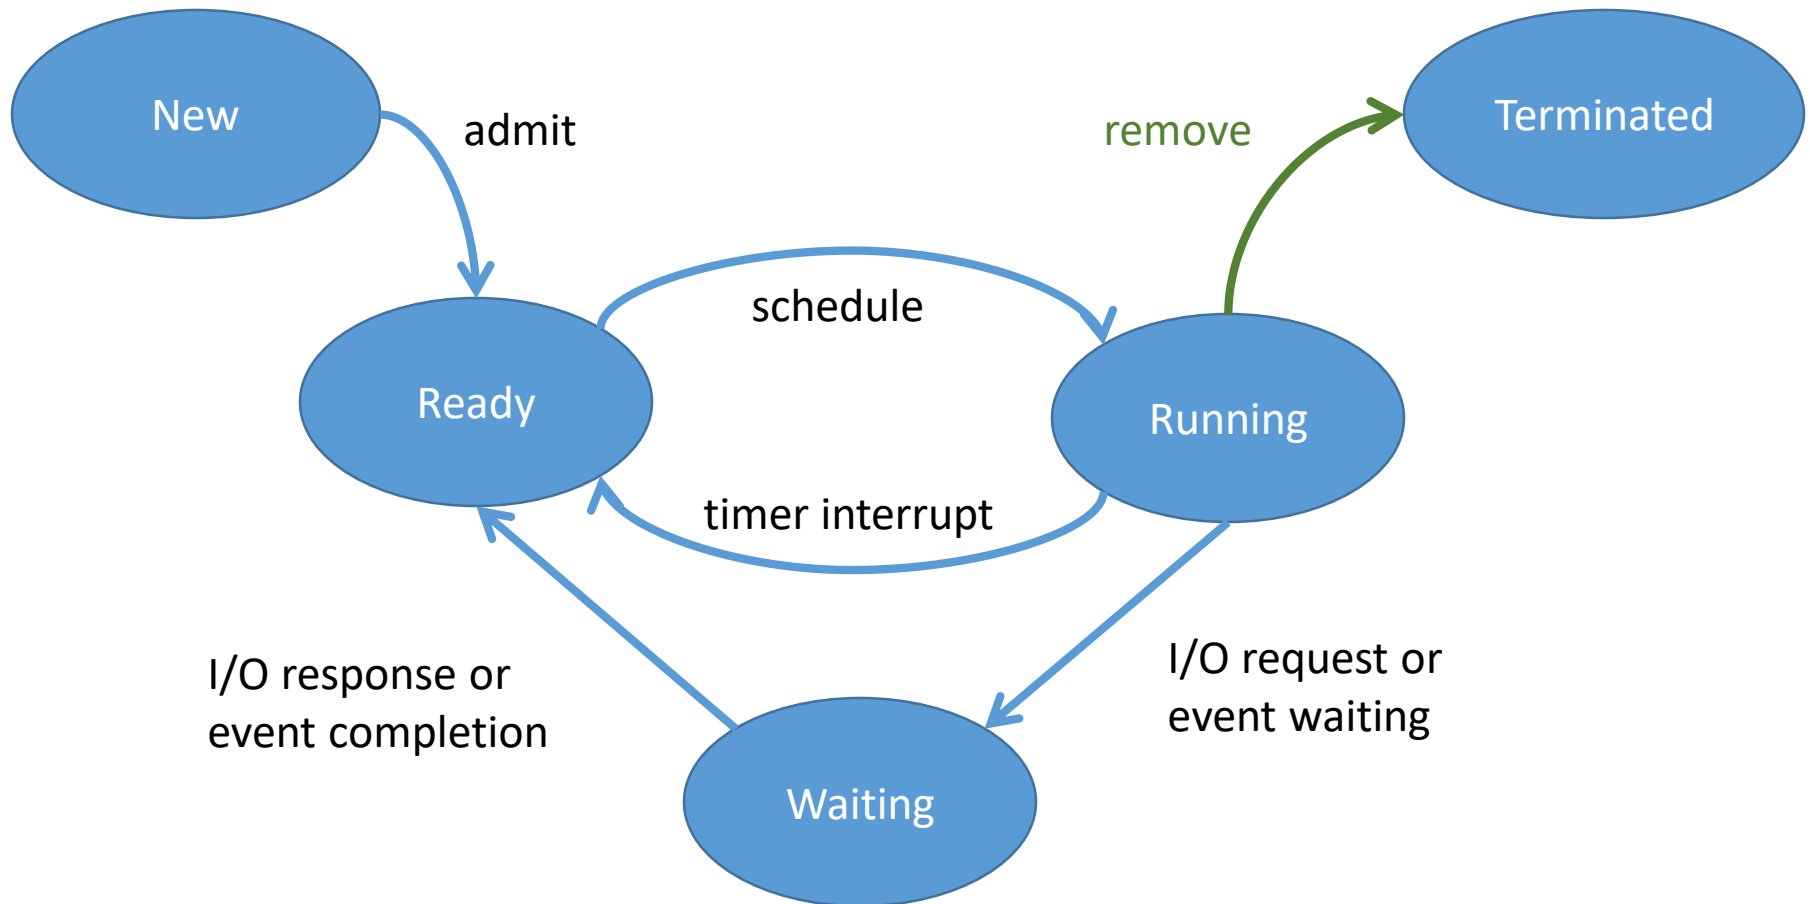 New
admit
remove
Terminated
schedule
Ready
Running
timer interrupt
I/O response or
event completion
I/O request or
event waiting
Waiting